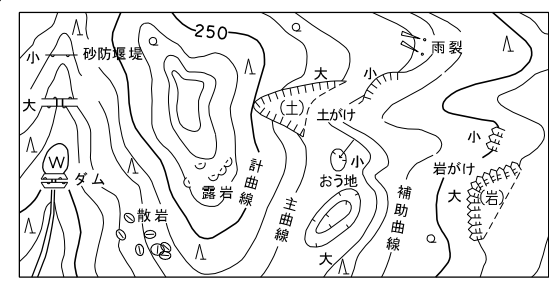 250
雨裂
小
砂防堰堤
大
小
大
(土)
土がけ
小
W
ダム
小
おう地
岩がけ
大
(岩)
露岩
計曲線
主曲線
補助曲線
散岩
大